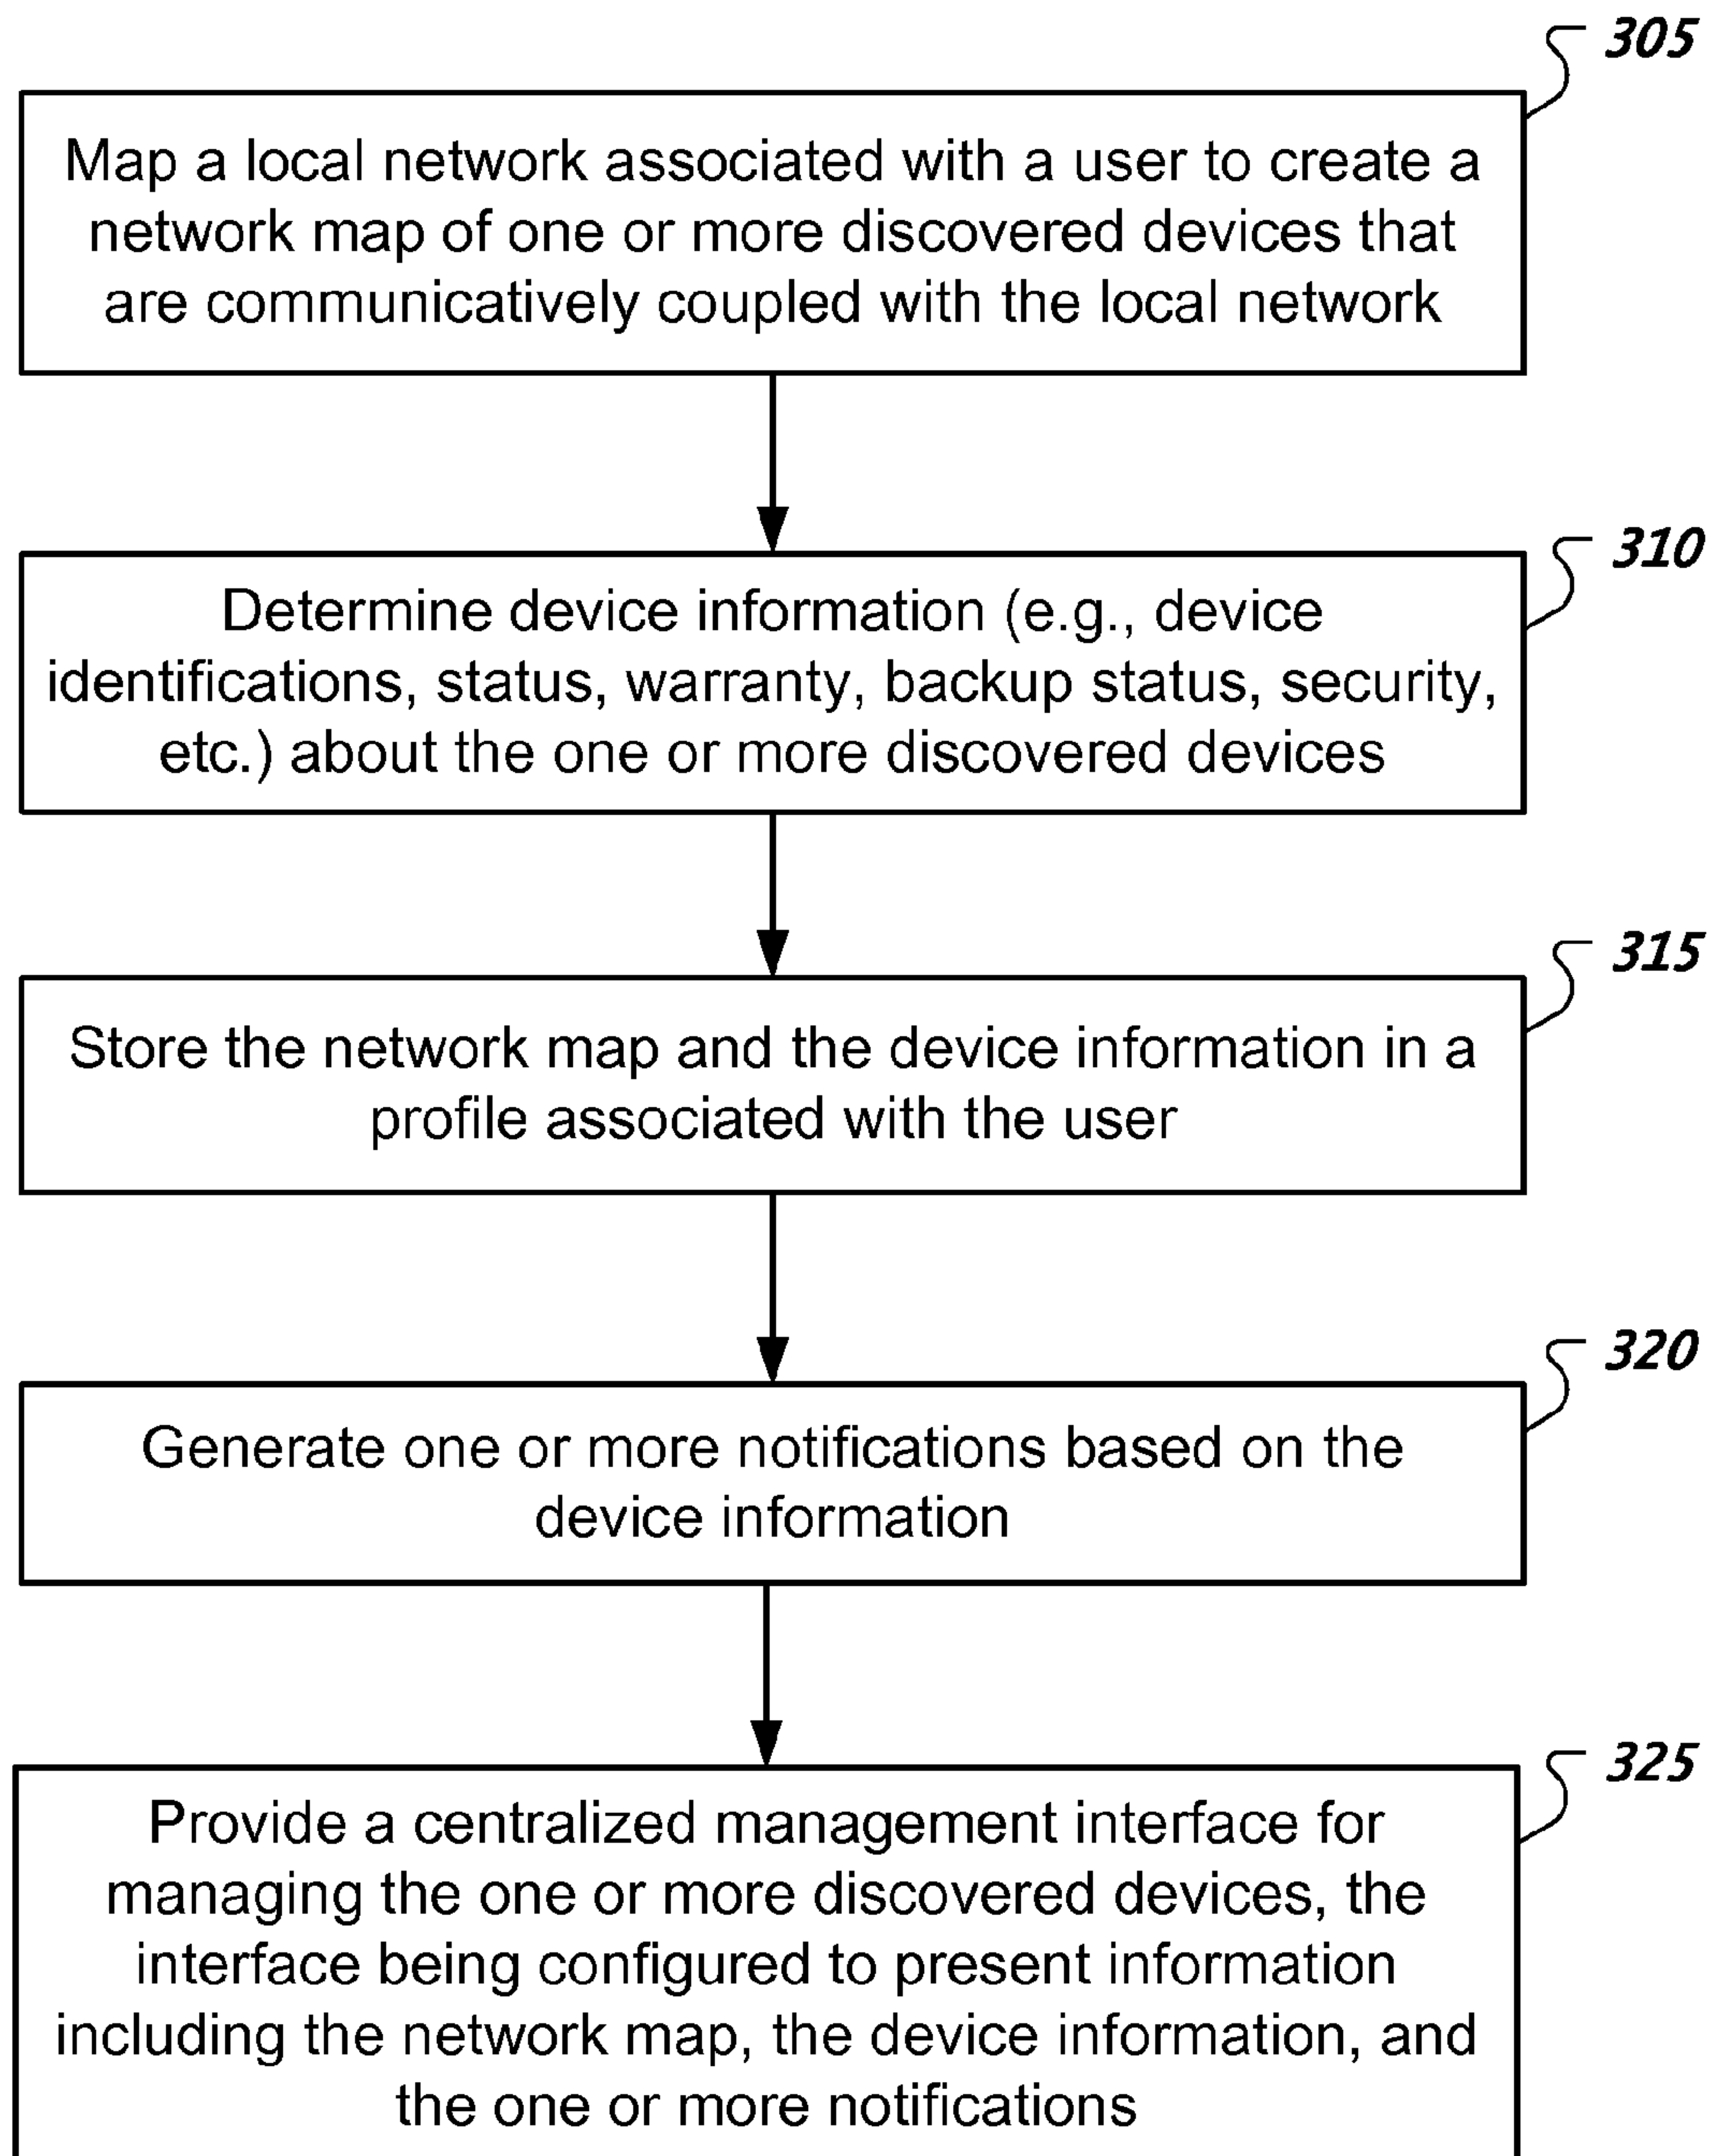 305
Map a local network associated with a user to create a
network map of one or more discovered devices that
are communicatively coupled with the local network
310
Determine device information (e.g., device
identifications, status, warranty, backup status, security,
etc.) about the one or more discovered devices
315
Store the network map and the device information in a
profile associated with the user
320
Generate one or more notifications based on the
device information
325
Provide a centralized management interface for
managing the one or more discovered devices, the
interface being configured to present information
including the network map, the device information, and
the one or more notifications